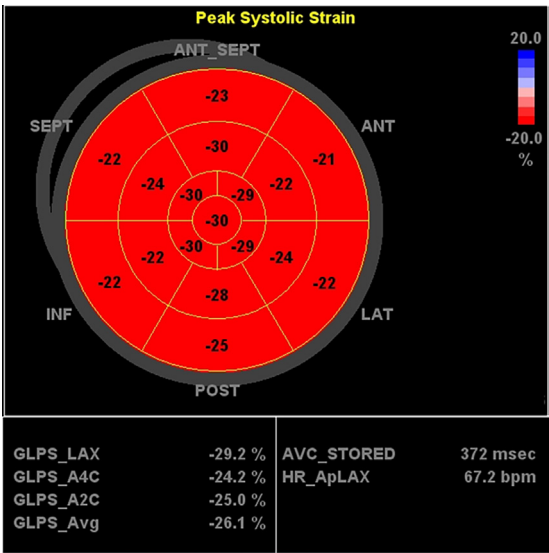 Peak Systolic Strain
ANT_SEPT
20.0
-20.0
%
SEPT
ANT
-23
-22
-30
-21
-24
-22
-30
-29
-30
-30
-29
-22
-24
-22
-28
-22
-25
INF
LAT
POST
GLPS_LAX -29.2 % AVC_STORED 372 msec
GLPS_A4C -24.2 % HR_ApLAX 67.2 bpm
GLPS_A2C -25.0 %
GLPS_Avg -26.1 %